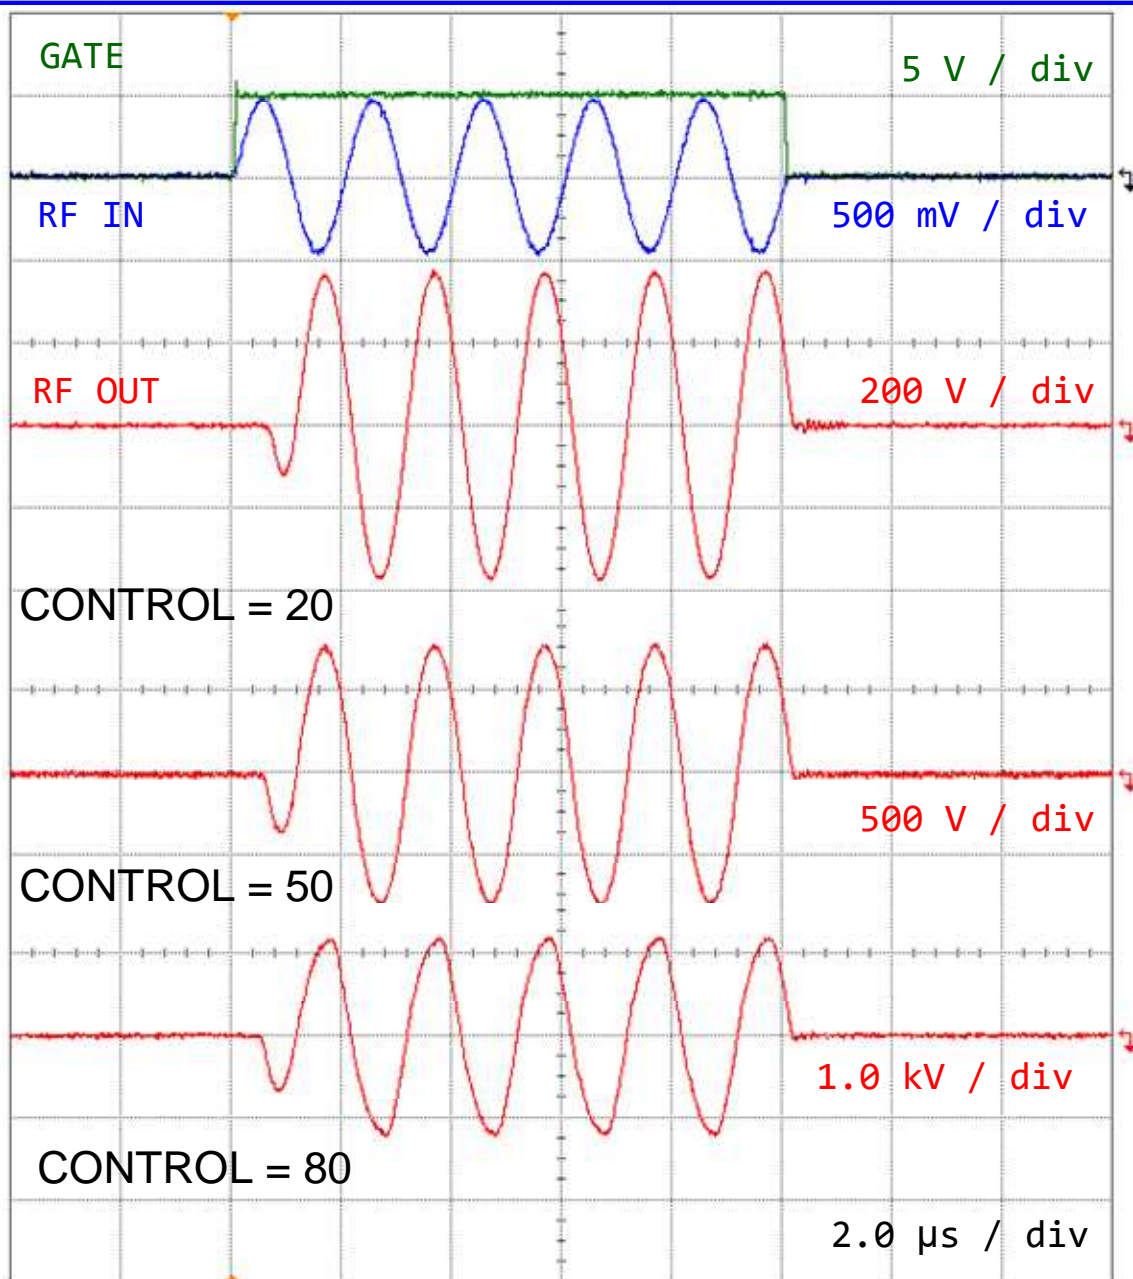 GATE
5 V / div
RF IN
500 mV / div
RF OUT
200 V / div
CONTROL = 20
500 V / div
CONTROL = 50
1.0 kV / div
CONTROL = 80
2.0 µs / div